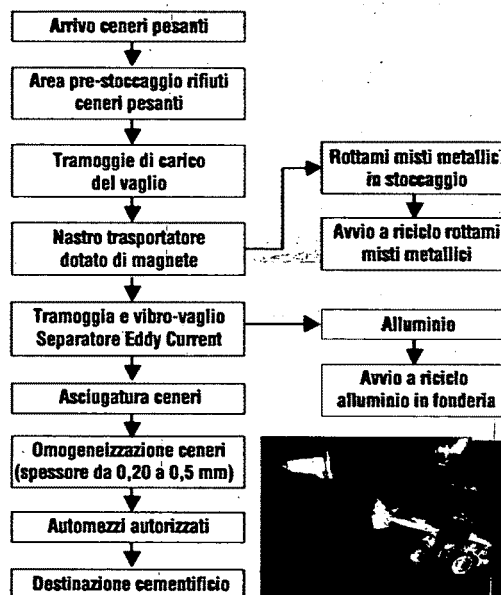 Arrivo ceneri pesanti
Area pre-stoccaggio rifiuti
ceneri pesanti
Tramoggie di carico
del vaglio
Nastro trasportatore
dotato di magnete
Tramoggia e vibro-vaglio
Separatore Eddy Current
Asciugatura ceneri
Omogeneizzazione ceneri
(spessore da 0,20 a 0,5 mm)
Automezzi autorizzati
Destinazione cementificio
Rottami misti metallici
in stoccaggio
Avvio a riciclo rottami
misti metallici
Alluminio
Avvio a riciclo
alluminio in fonderia